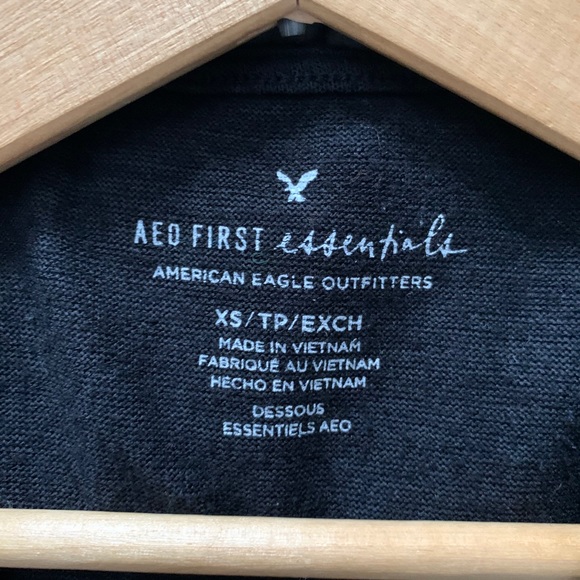 AEO FIRST essentials
AMERICAN EAGLE OUTFITTERS
XS/TP/EXCH
MADE IN VIETNAM
FABRIQUÉ AU VIETNAM
HECHO EN VIETNAM
DESSOUS
ESSENTIELS AEO